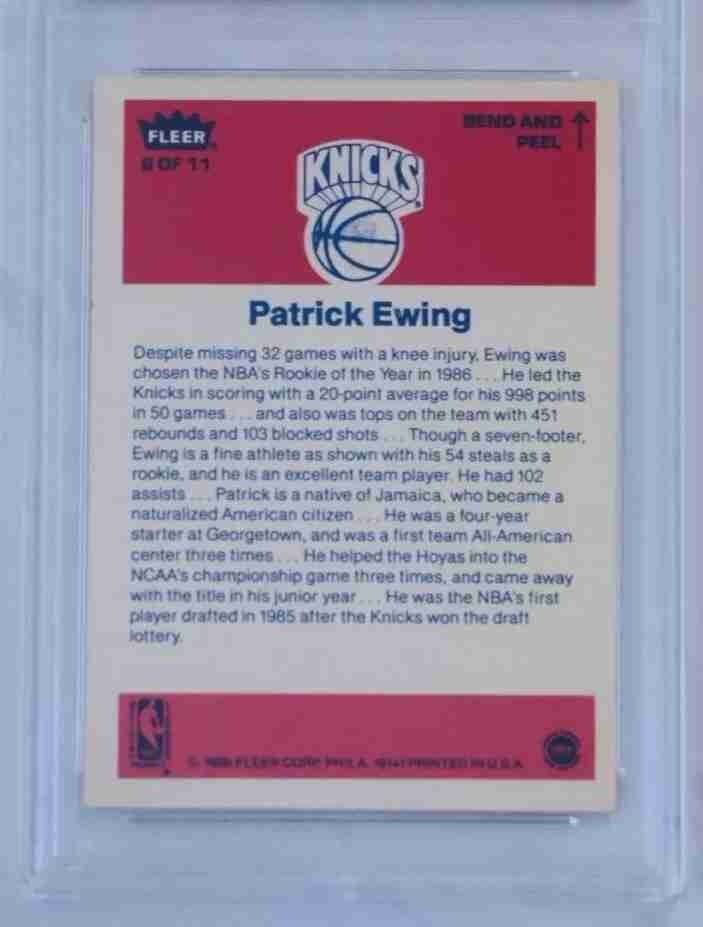 FLEER
6 OF 11
BEND AND
PEEL
KNICKS
Patrick Ewing
Despite missing 32 games with a knee injury, Ewing was
chosen the NBA's Rookie of the Year in 1986 . . . He led the
Knicks in scoring with a 20-point average for his 998 points
in 50 games . . . and also was tops on the team with 451
rebounds and 103 blocked shots . . . Though a seven-footer,
Ewing is a fine athlete as shown with his 54 steals as a
rookie, and he is an excellent team player. He had 102
assists . . . Patrick is a native of Jamaica, who became a
naturalized American citizen . . . He was a four-year
starter at Georgetown, and was a first team All-American
center three times . . . He helped the Hoyas into the
NCAA's championship game three times, and came away
with the title in his junior year . . . He was the NBA's first
player drafted in 1985 after the Knicks won the draft
lottery.
© 1986 FLEER CORP. PHILA. 19141 PRINTED IN U.S.A.